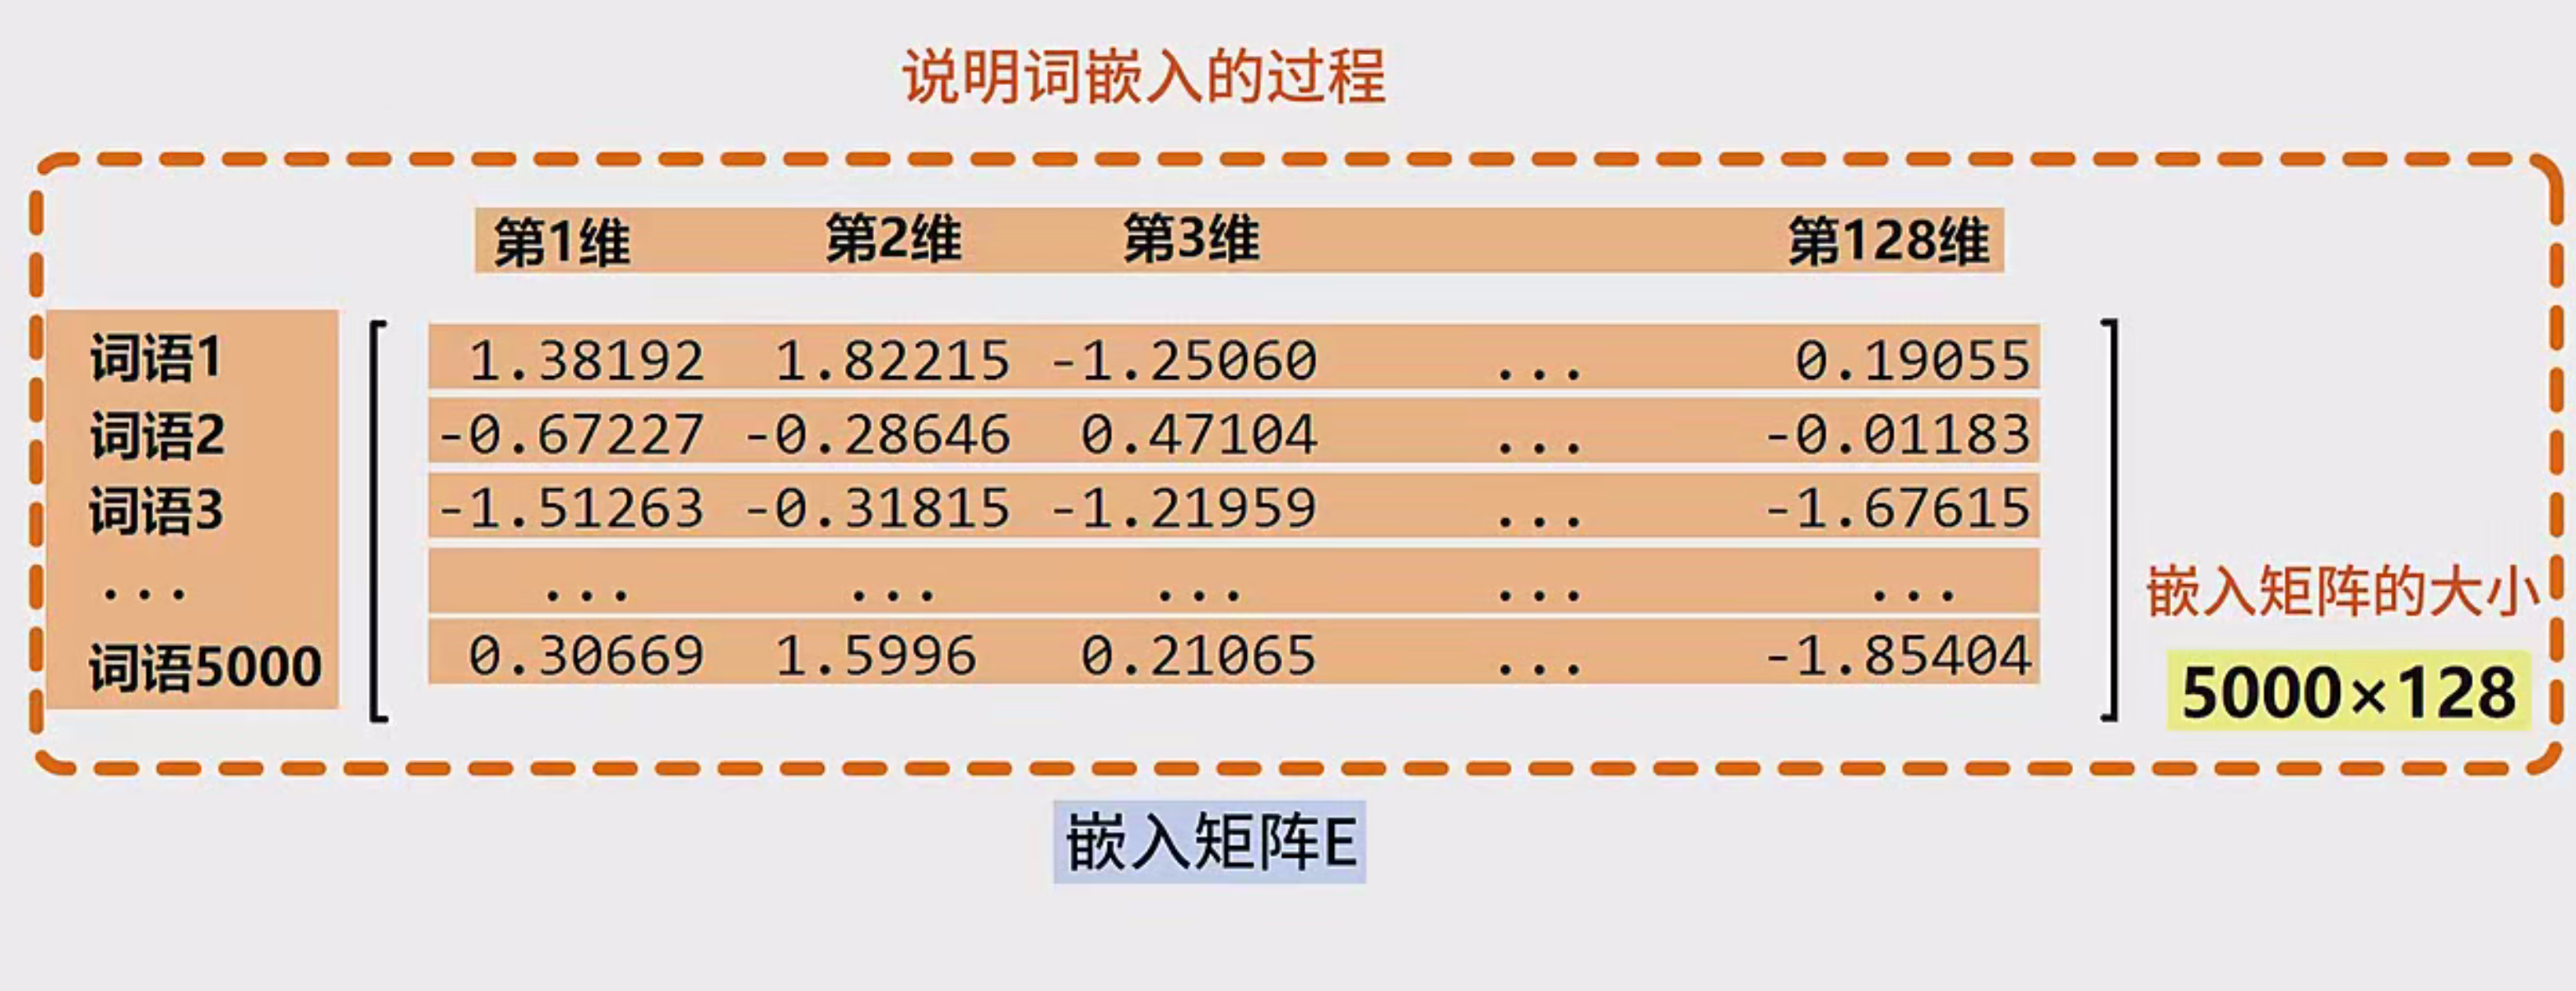 说明词嵌入的过程
第1维 第2维 第3维 第128维
词语1 1.38192 1.82215 -1.25060 ... 0.19055
词语2 -0.67227 -0.28646 0.47104 ... -0.01183
词语3 -1.51263 -0.31815 -1.21959 ... -1.67615
... ... ... ... ... ...
词语5000 0.30669 1.5996 0.21065 ... -1.85404
嵌入矩阵的大小
5000×128
嵌入矩阵E